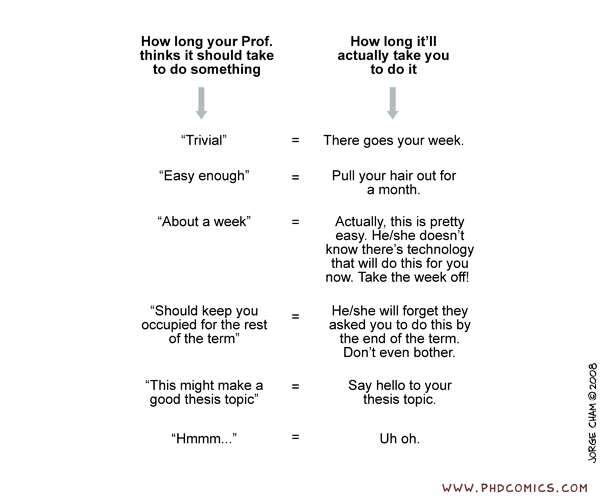 How long your Prof.
thinks it should take
to do something
How long it'll
actually take you
to do it
“Trivial” = There goes your week.
“Easy enough” = Pull your hair out for
a month.
“About a week” = Actually, this is pretty
easy. He/she doesn't
know there's technology
that will do this for you
now. Take the week off!
“Should keep you
occupied for the rest
of the term”
=
He/she will forget they
asked you to do this by
the end of the term.
Don't even bother.
“This might make a
good thesis topic”
=
Say hello to your
thesis topic.
“Hmmm...” = Uh oh.
JORGE CHAM © 2008
WWW.PHDCOMICS.COM